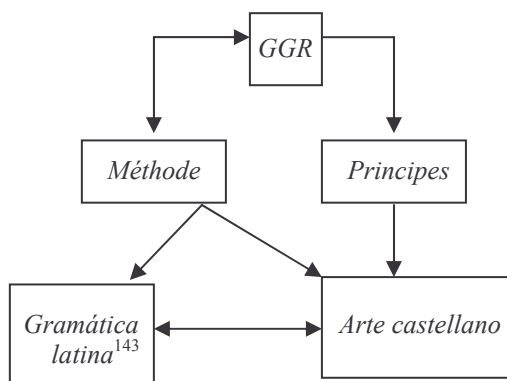 GGR
Méthode
Principes
Gramática
latina143
Arte castellano